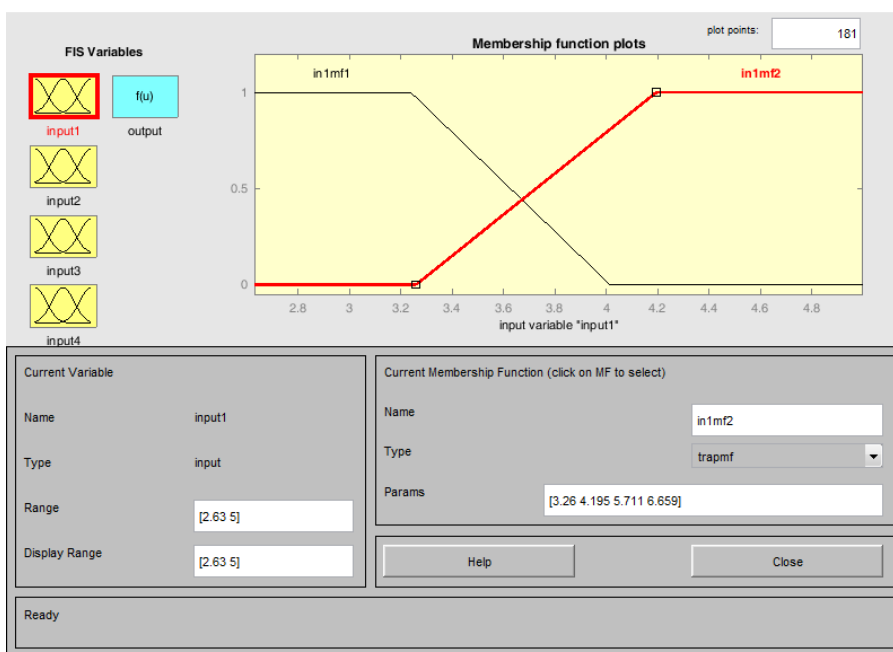 FIS Variables
f(u)
input1
output
input2
input3
input4
Membership function plots
plot points:
181
in1mf1
in1mf2
1
0.5
0
2.8 3 3.2 3.4 3.6 3.8 4 4.2 4.4 4.6 4.8
input variable "input1"
Current Variable
Name input1
Type input
Range [2.63 5]
Display Range [2.63 5]
Current Membership Function (click on MF to select)
Name in1mf2
Type trapmf
Params [3.26 4.195 5.711 6.659]
Help Close
Ready